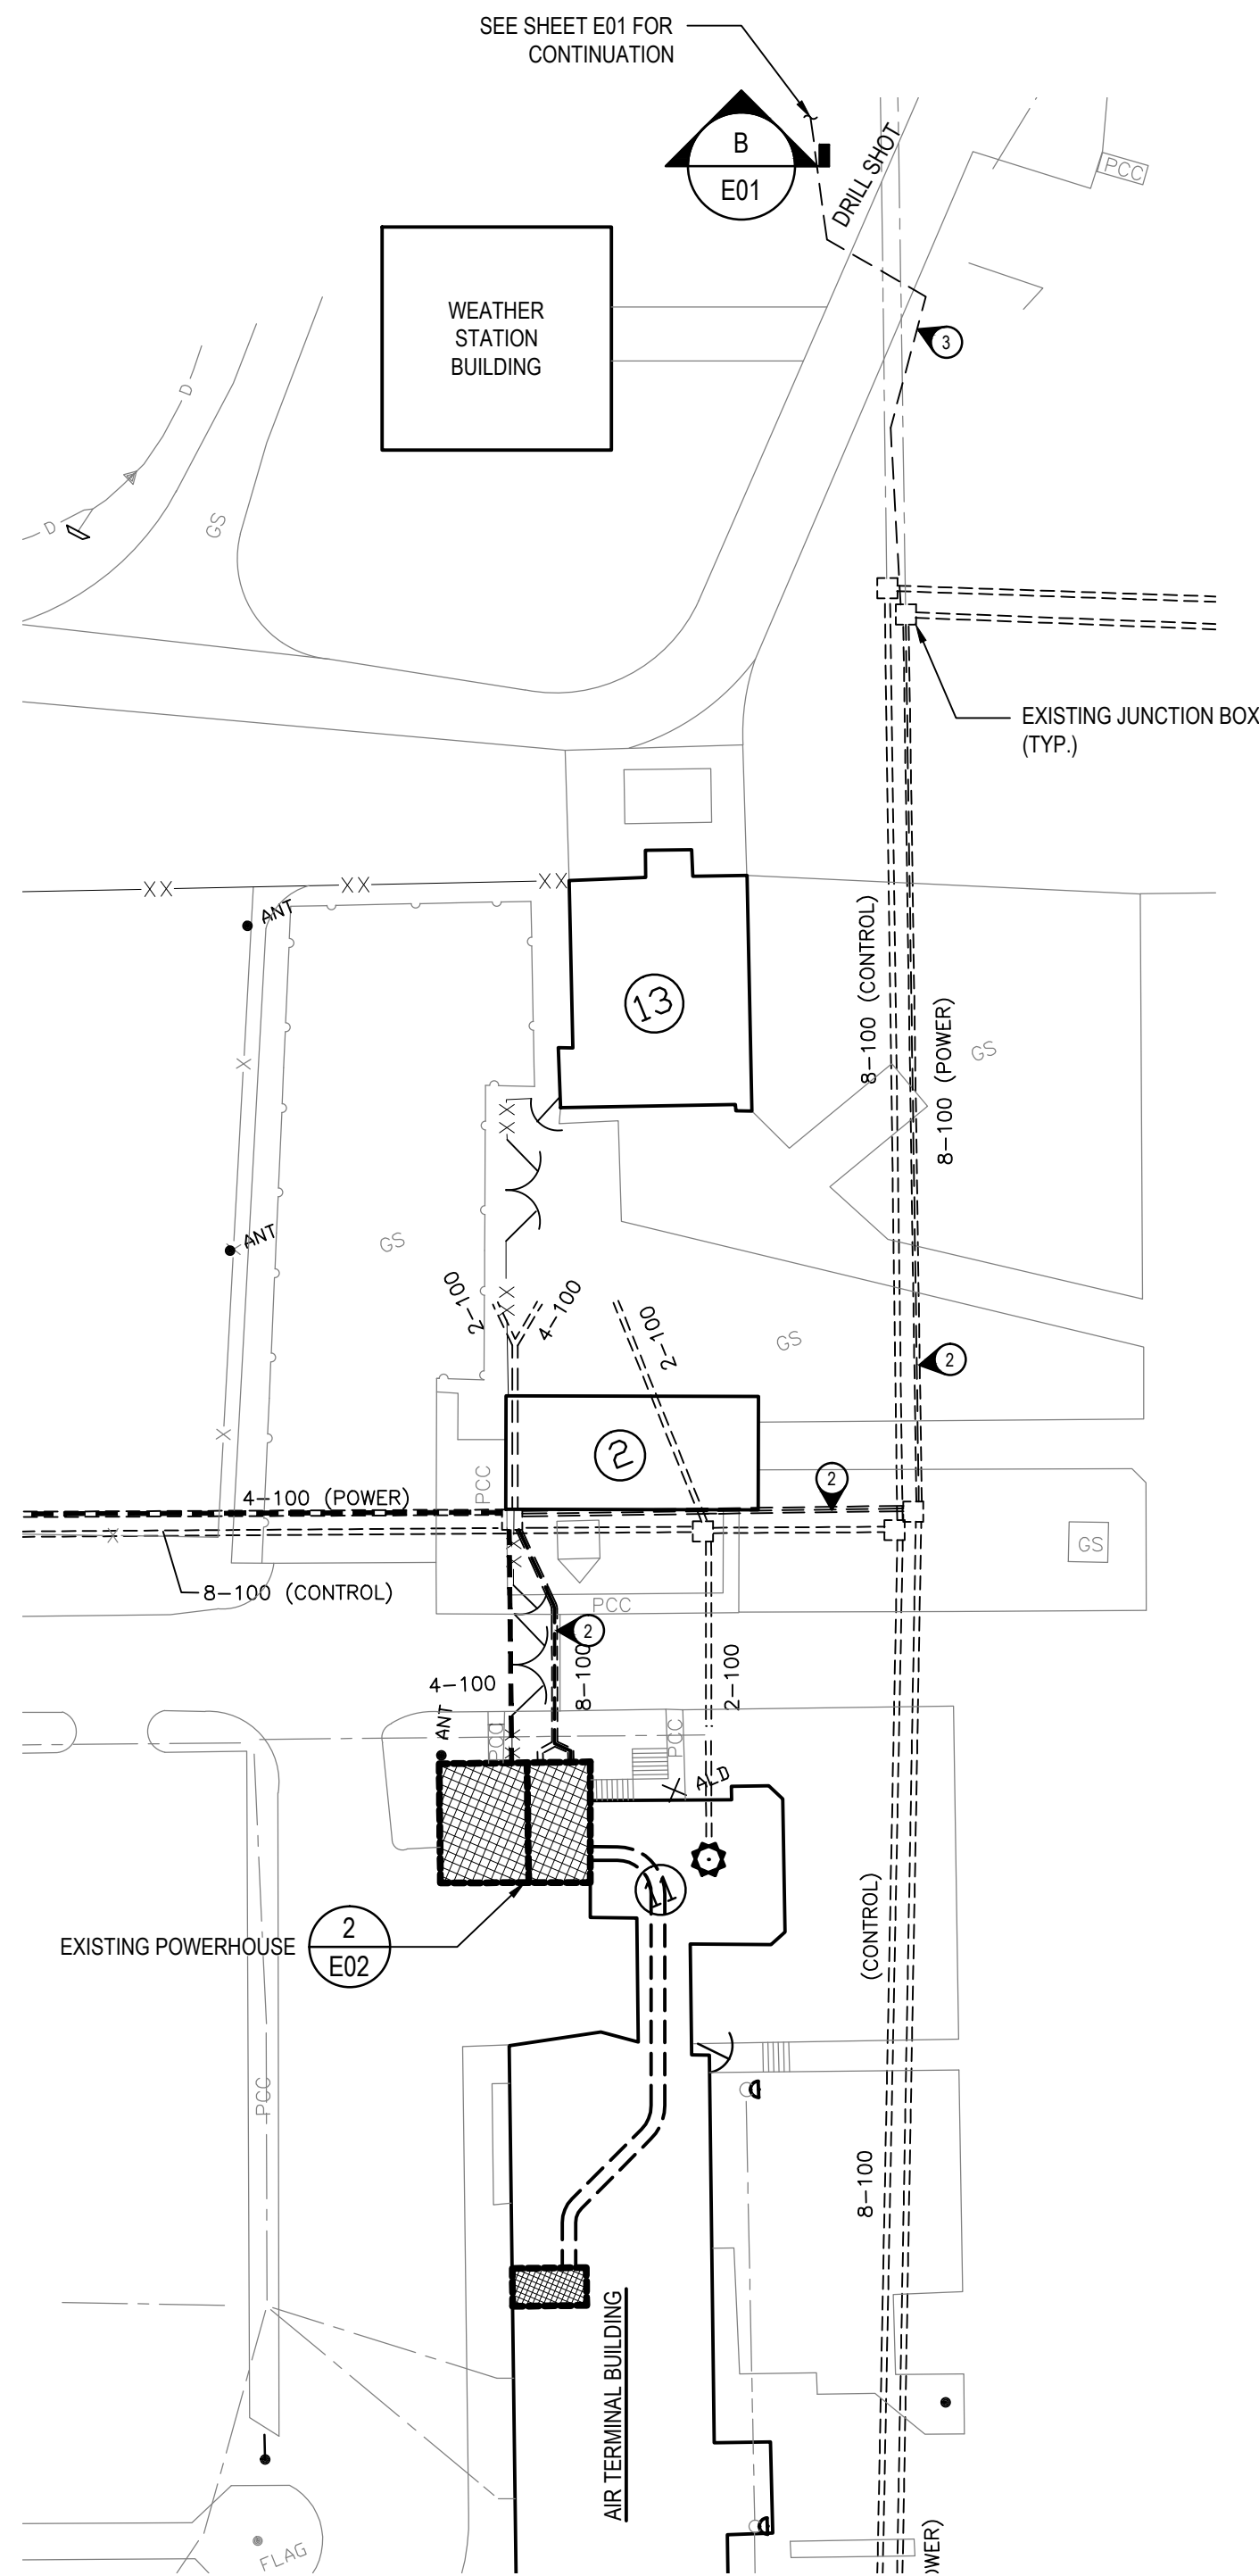 SEE SHEET E01 FOR
CONTINUATION
B
E01
DRILL SHOT
PCC
WEATHER
STATION
BUILDING
3
D
D
GS
EXISTING JUNCTION BOX
(TYP.)
XX
XX
XX
ANT
13
8-100 (CONTROL)
8-100 (POWER)
GS
X
X
X
ANT
GS
X
X
2-100
4-100
2-100
GS
2
2
PCC
2
4-100 (POWER)
X
X
X
X
GS
8-100 (CONTROL)
PCC
2
4-100
8-100
2-100
ANT
PCC
X
X
PCC
X ALD
11
EXISTING POWERHOUSE
2
E02
(CONTROL)
PCC
8-100
AIR TERMINAL BUILDING
FLAG
OWER)